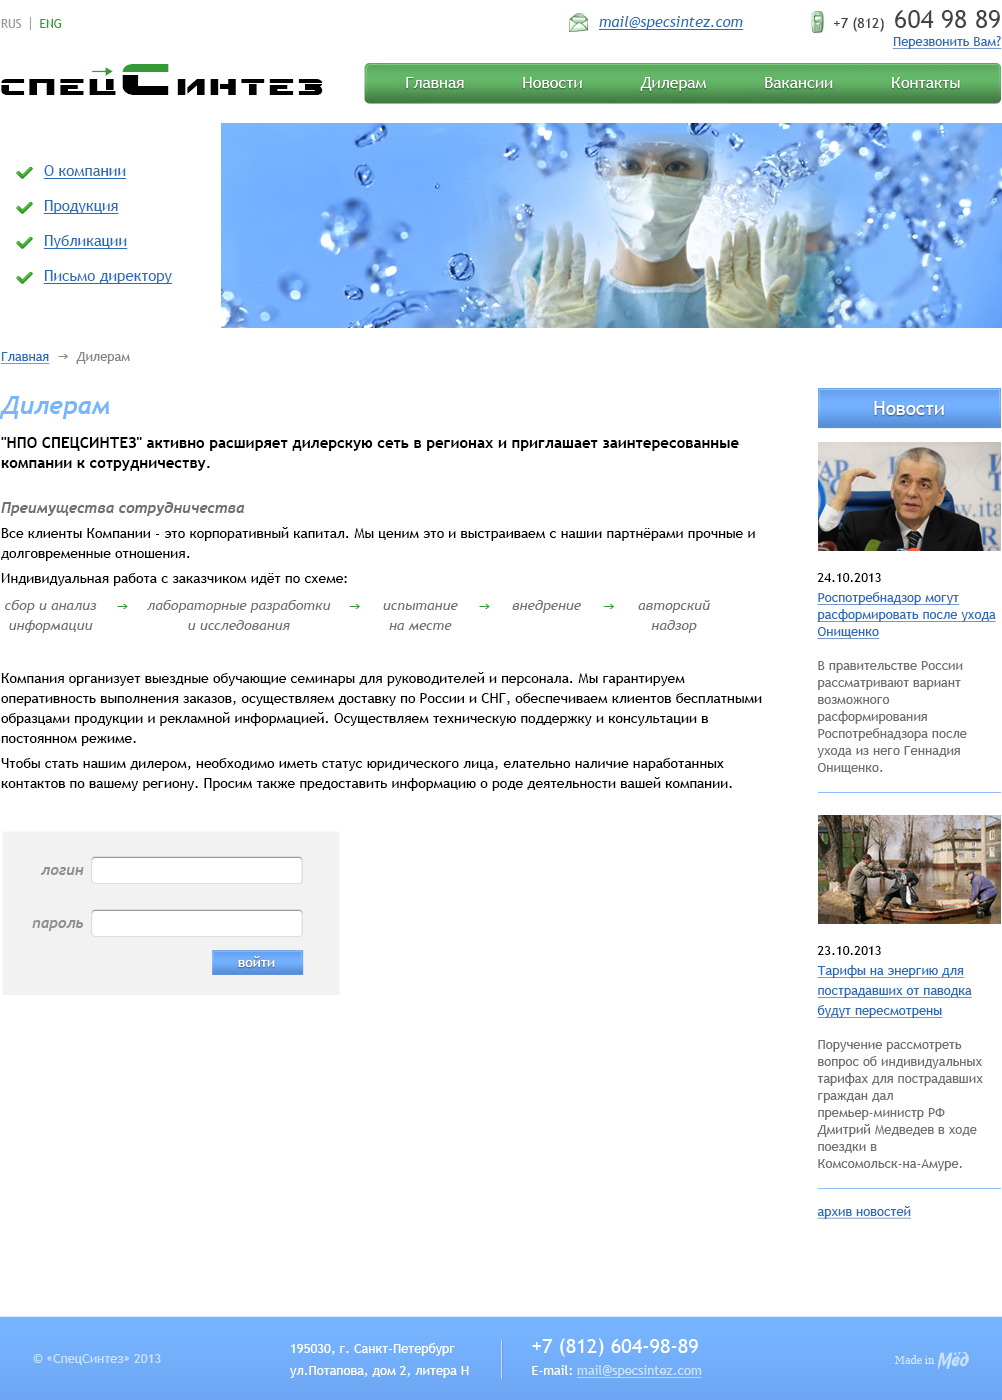 RUS | ENG
mail@specsintez.com
+7 (812) 604 98 89
Перезвонить Вам?
спецСинтез
Главная Новости Дилерам Вакансии Контакты
О компании
Продукция
Публикации
Письмо директору
Главная → Дилерам
Дилерам
"НПО СПЕЦСИНТЕЗ" активно расширяет дилерскую сеть в регионах и приглашает заинтересованные
компании к сотрудничеству.
Преимущества сотрудничества
Все клиенты Компании - это корпоративный капитал. Мы ценим это и выстраиваем с нашии партнёрами прочные и
долговременные отношения.
Индивидуальная работа с заказчиком идёт по схеме:
сбор и анализ → лабораторные разработки → испытание → внедрение → авторский
информации и исследования на месте надзор
Компания организует выездные обучающие семинары для руководителей и персонала. Мы гарантируем
оперативность выполнения заказов, осуществляем доставку по России и СНГ, обеспечиваем клиентов бесплатными
образцами продукции и рекламной информацией. Осуществляем техническую поддержку и консультации в
постоянном режиме.
Чтобы стать нашим дилером, необходимо иметь статус юридического лица, елательно наличие наработанных
контактов по вашему региону. Просим также предоставить информацию о роде деятельности вашей компании.
логин
пароль
войти
Новости
24.10.2013
Роспотребнадзор могут
расформировать после ухода
Онищенко
В правительстве России
рассматривают вариант
возможного
расформирования
Роспотребнадзора после
ухода из него Геннадия
Онищенко.
23.10.2013
Тарифы на энергию для
пострадавших от паводка
будут пересмотрены
Поручение рассмотреть
вопрос об индивидуальных
тарифах для пострадавших
граждан дал
премьер-министр РФ
Дмитрий Медведев в ходе
поездки в
Комсомольск-на-Амуре.
архив новостей
© «СпецСинтез» 2013
195030, г. Санкт-Петербург
ул.Потапова, дом 2, литера Н
+7 (812) 604-98-89
E-mail: mail@specsintez.com
Made in Мёд